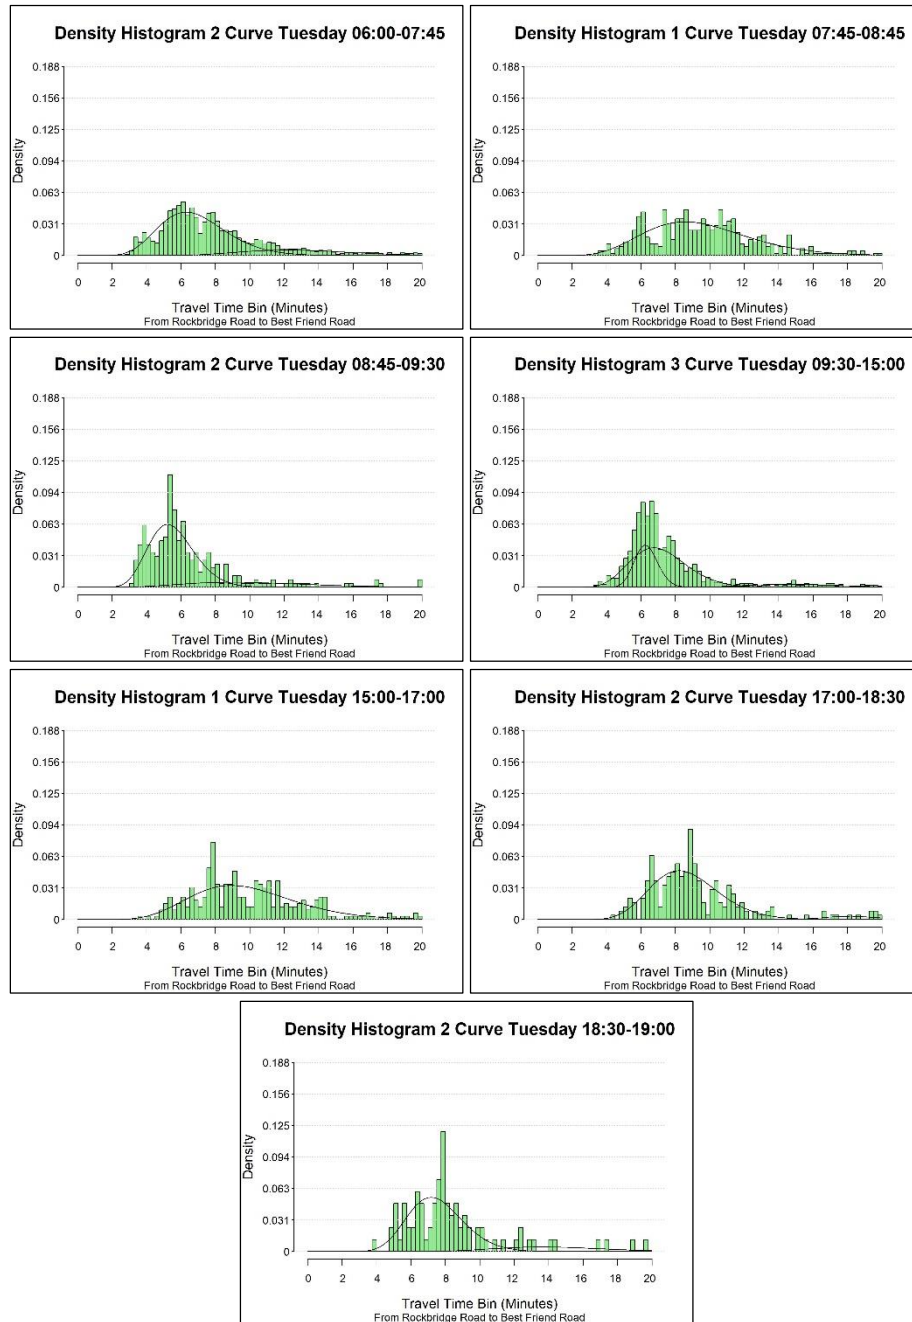 Density Histogram 2 Curve Tuesday 06:00-07:45
0.188
0.156
0.125
0.094
0.063
0.031
0
Density
0 2 4 6 8 10 12 14 16 18 20
Travel Time Bin (Minutes)
From Rockbridge Road to Best Friend Road
Density Histogram 1 Curve Tuesday 07:45-08:45
0.188
0.156
0.125
0.094
0.063
0.031
0
Density
0 2 4 6 8 10 12 14 16 18 20
Travel Time Bin (Minutes)
From Rockbridge Road to Best Friend Road
Density Histogram 2 Curve Tuesday 08:45-09:30
0.188
0.156
0.125
0.094
0.063
0.031
0
Density
0 2 4 6 8 10 12 14 16 18 20
Travel Time Bin (Minutes)
From Rockbridge Road to Best Friend Road
Density Histogram 3 Curve Tuesday 09:30-15:00
0.188
0.156
0.125
0.094
0.063
0.031
0
Density
0 2 4 6 8 10 12 14 16 18 20
Travel Time Bin (Minutes)
From Rockbridge Road to Best Friend Road
Density Histogram 1 Curve Tuesday 15:00-17:00
0.188
0.156
0.125
0.094
0.063
0.031
0
Density
0 2 4 6 8 10 12 14 16 18 20
Travel Time Bin (Minutes)
From Rockbridge Road to Best Friend Road
Density Histogram 2 Curve Tuesday 17:00-18:30
0.188
0.156
0.125
0.094
0.063
0.031
0
Density
0 2 4 6 8 10 12 14 16 18 20
Travel Time Bin (Minutes)
From Rockbridge Road to Best Friend Road
Density Histogram 2 Curve Tuesday 18:30-19:00
0.188
0.156
0.125
0.094
0.063
0.031
0
Density
0 2 4 6 8 10 12 14 16 18 20
Travel Time Bin (Minutes)
From Rockbridge Road to Best Friend Road